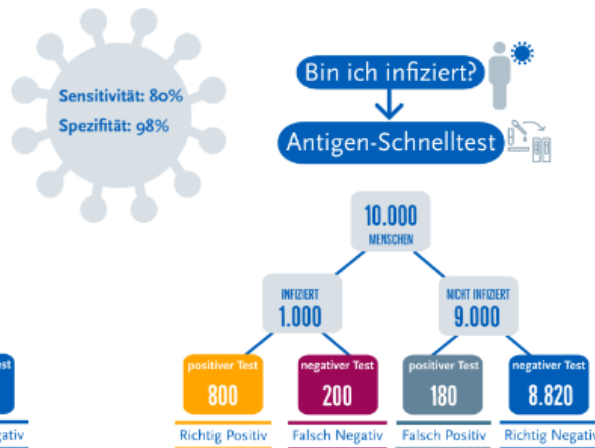 Sensitivität: 80%
Spezifität: 98%
Bin ich infiziert?
Antigen-Schnelltest
10.000
MENSCHEN
INFIZIERT
1.000
NICHT INFIZIERT
9.000
positiver Test
800
Richtig Positiv
negativer Test
200
Falsch Negativ
positiver Test
180
Falsch Positiv
negativer Test
8.820
Richtig Negativ